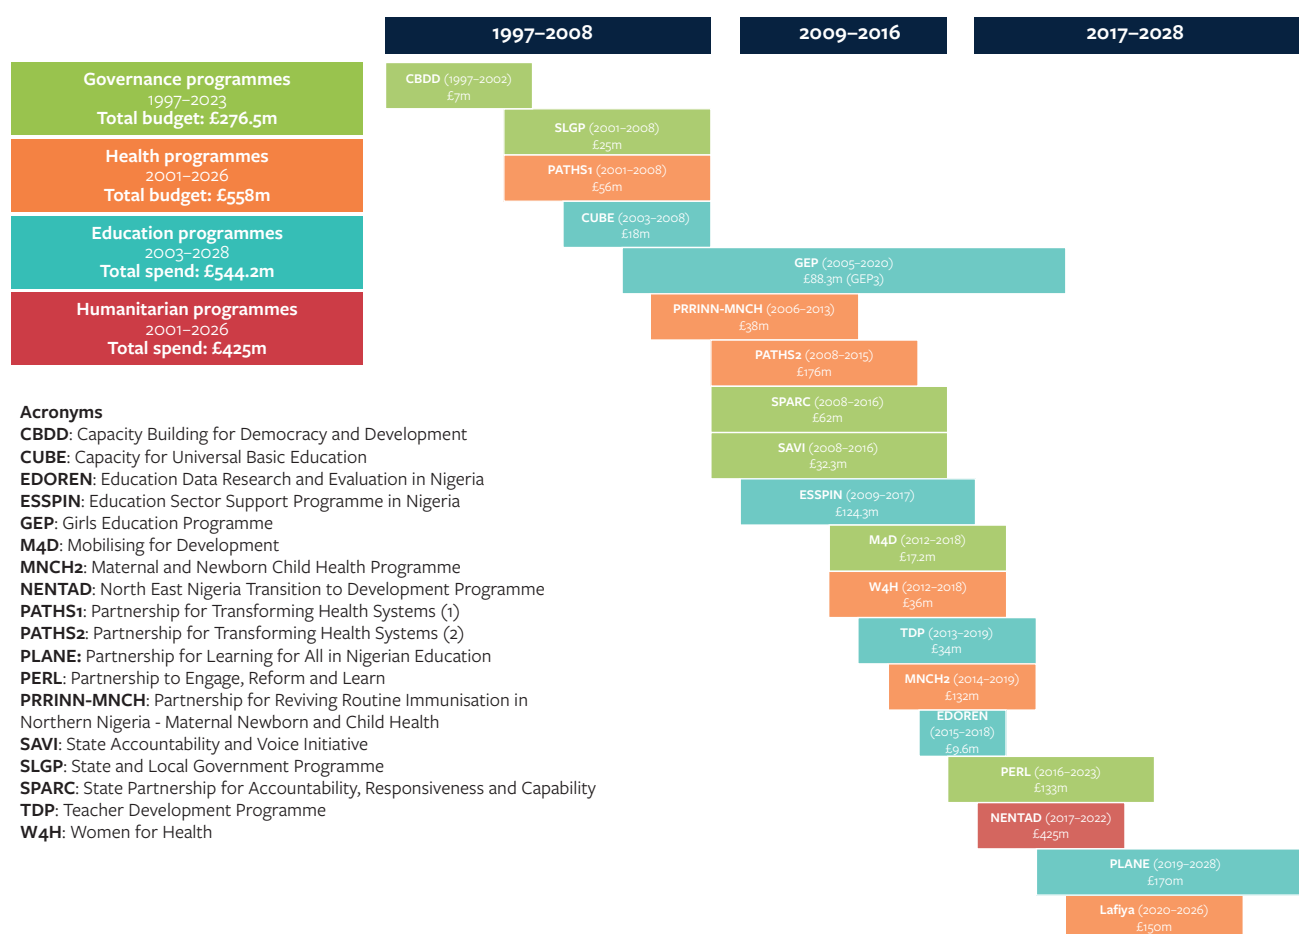 1997–2008
2009–2016
2017–2028
Governance programmes
1997–2023
Total budget: £276.5m
Health programmes
2001–2026
Total budget: £558m
Education programmes
2003–2028
Total spend: £544.2m
Humanitarian programmes
2001–2026
Total spend: £425m
CBDD (1997–2002)
£7m
SLGP (2001–2008)
£25m
PATHS1 (2001–2008)
£56m
CUBE (2003–2008)
£18m
GEP (2005–2020)
£88.3m (GEP3)
PRRINN-MNCH (2006–2013)
£38m
PATHS2 (2008–2015)
£176m
SPARC (2008–2016)
£62m
SAVI (2008–2016)
£32.3m
ESSPIN (2009–2017)
£124.3m
M4D (2012–2018)
£17.2m
W4H (2012–2018)
£36m
TDP (2013–2019)
£34m
MNCH2 (2014–2019)
£132m
EDOREN
(2015–2018)
£9.6m
PERL (2016–2023)
£133m
NENTAD (2017–2022)
£425m
PLANE (2019–2028)
£170m
Lafiya (2020–2026)
£150m
Acronyms
CBDD: Capacity Building for Democracy and Development
CUBE: Capacity for Universal Basic Education
EDOREN: Education Data Research and Evaluation in Nigeria
ESSPIN: Education Sector Support Programme in Nigeria
GEP: Girls Education Programme
M4D: Mobilising for Development
MNCH2: Maternal and Newborn Child Health Programme
NENTAD: North East Nigeria Transition to Development Programme
PATHS1: Partnership for Transforming Health Systems (1)
PATHS2: Partnership for Transforming Health Systems (2)
PLANE: Partnership for Learning for All in Nigerian Education
PERL: Partnership to Engage, Reform and Learn
PRRINN-MNCH: Partnership for Reviving Routine Immunisation in
Northern Nigeria - Maternal Newborn and Child Health
SAVI: State Accountability and Voice Initiative
SLGP: State and Local Government Programme
SPARC: State Partnership for Accountability, Responsiveness and Capability
TDP: Teacher Development Programme
W4H: Women for Health